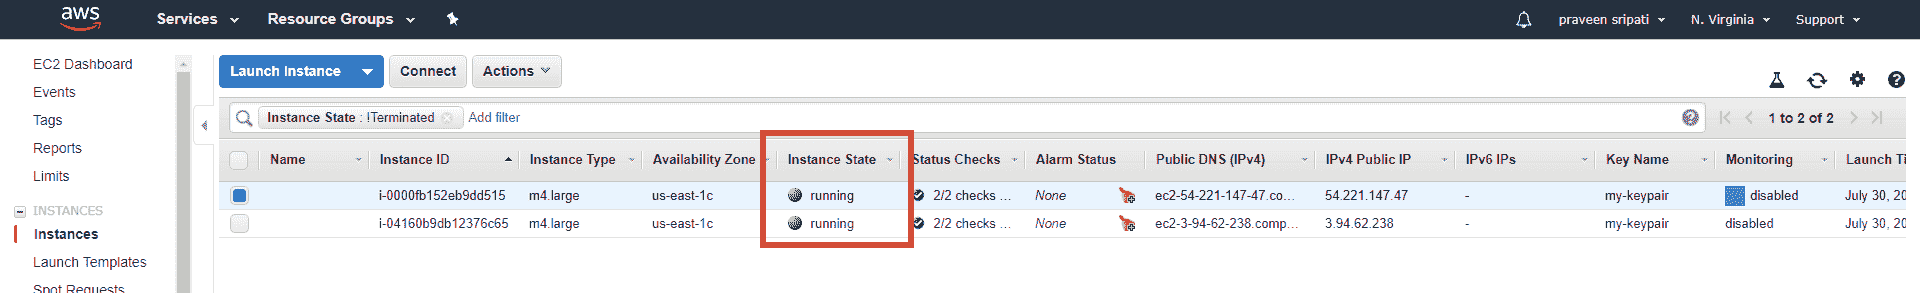 aws Services Resource Groups praveen sripati N. Virginia Support
EC2 Dashboard
Events
Tags
Reports
Limits
INSTANCES
Instances
Launch Templates
Spot Requests
Launch Instance Connect Actions
Instance State : !Terminated Add filter 1 to 2 of 2
Name Instance ID Instance Type Availability Zone Instance State Status Checks Alarm Status Public DNS (IPv4) IPv4 Public IP IPv6 IPs Key Name Monitoring Launch Ti
i-0000fb152eb9dd515 m4.large us-east-1c running 2/2 checks ... None ec2-54-221-147-47.co... 54.221.147.47 - my-keypair disabled July 30, 20
i-04160b9db12376c65 m4.large us-east-1c running 2/2 checks ... None ec2-3-94-62-238.comp... 3.94.62.238 - my-keypair disabled July 30, 20